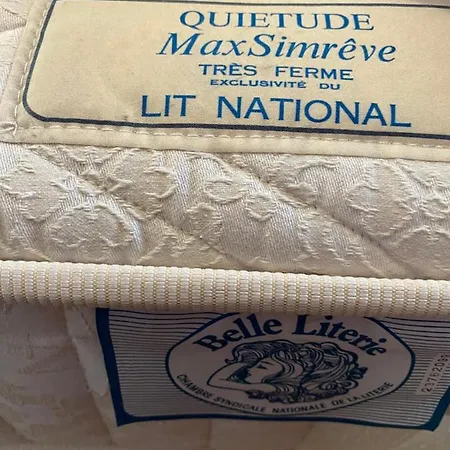 QUIETUDE
MaxSimrêve
TRÈS FERME
EXCLUSIVITÉ DU
LIT NATIONAL
Belle Literie
CHAMBRE SYNDICALE NATIONALE DE LA LITERIE